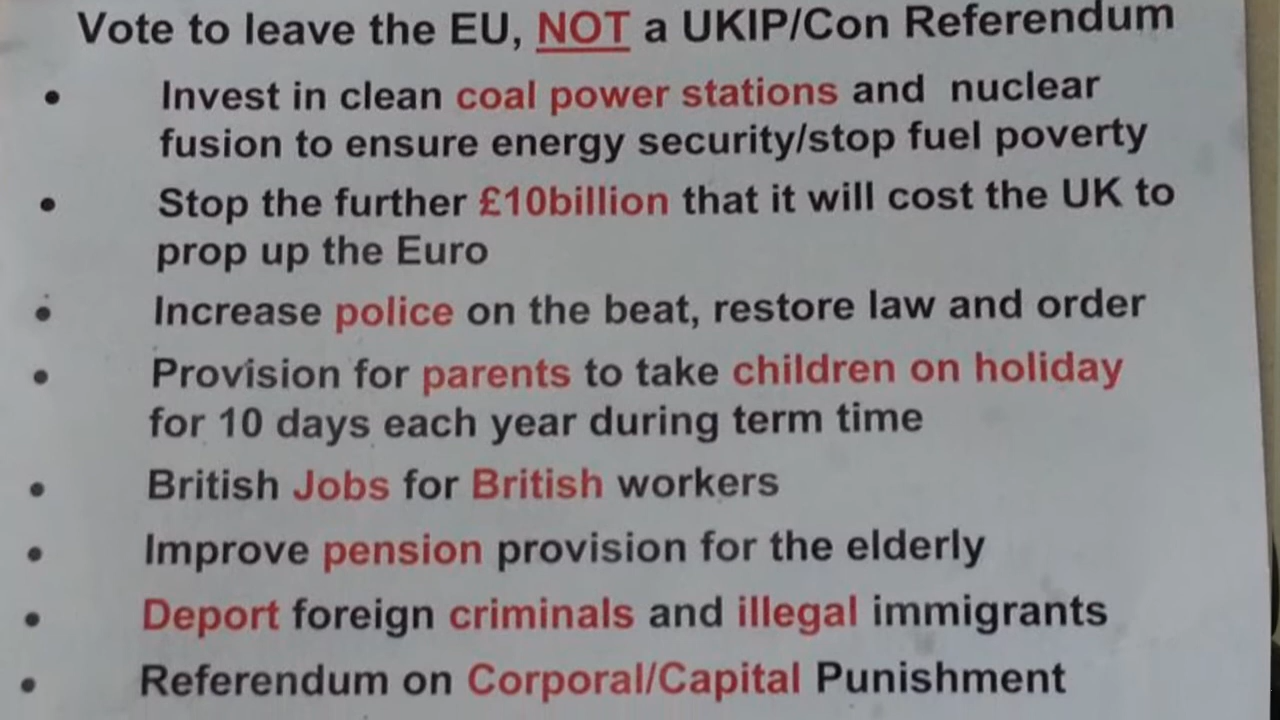 Vote to leave the EU, NOT a UKIP/Con Referendum
• Invest in clean coal power stations and nuclear
fusion to ensure energy security/stop fuel poverty
• Stop the further £10billion that it will cost the UK to
prop up the Euro
• Increase police on the beat, restore law and order
• Provision for parents to take children on holiday
for 10 days each year during term time
• British Jobs for British workers
• Improve pension provision for the elderly
• Deport foreign criminals and illegal immigrants
• Referendum on Corporal/Capital Punishment